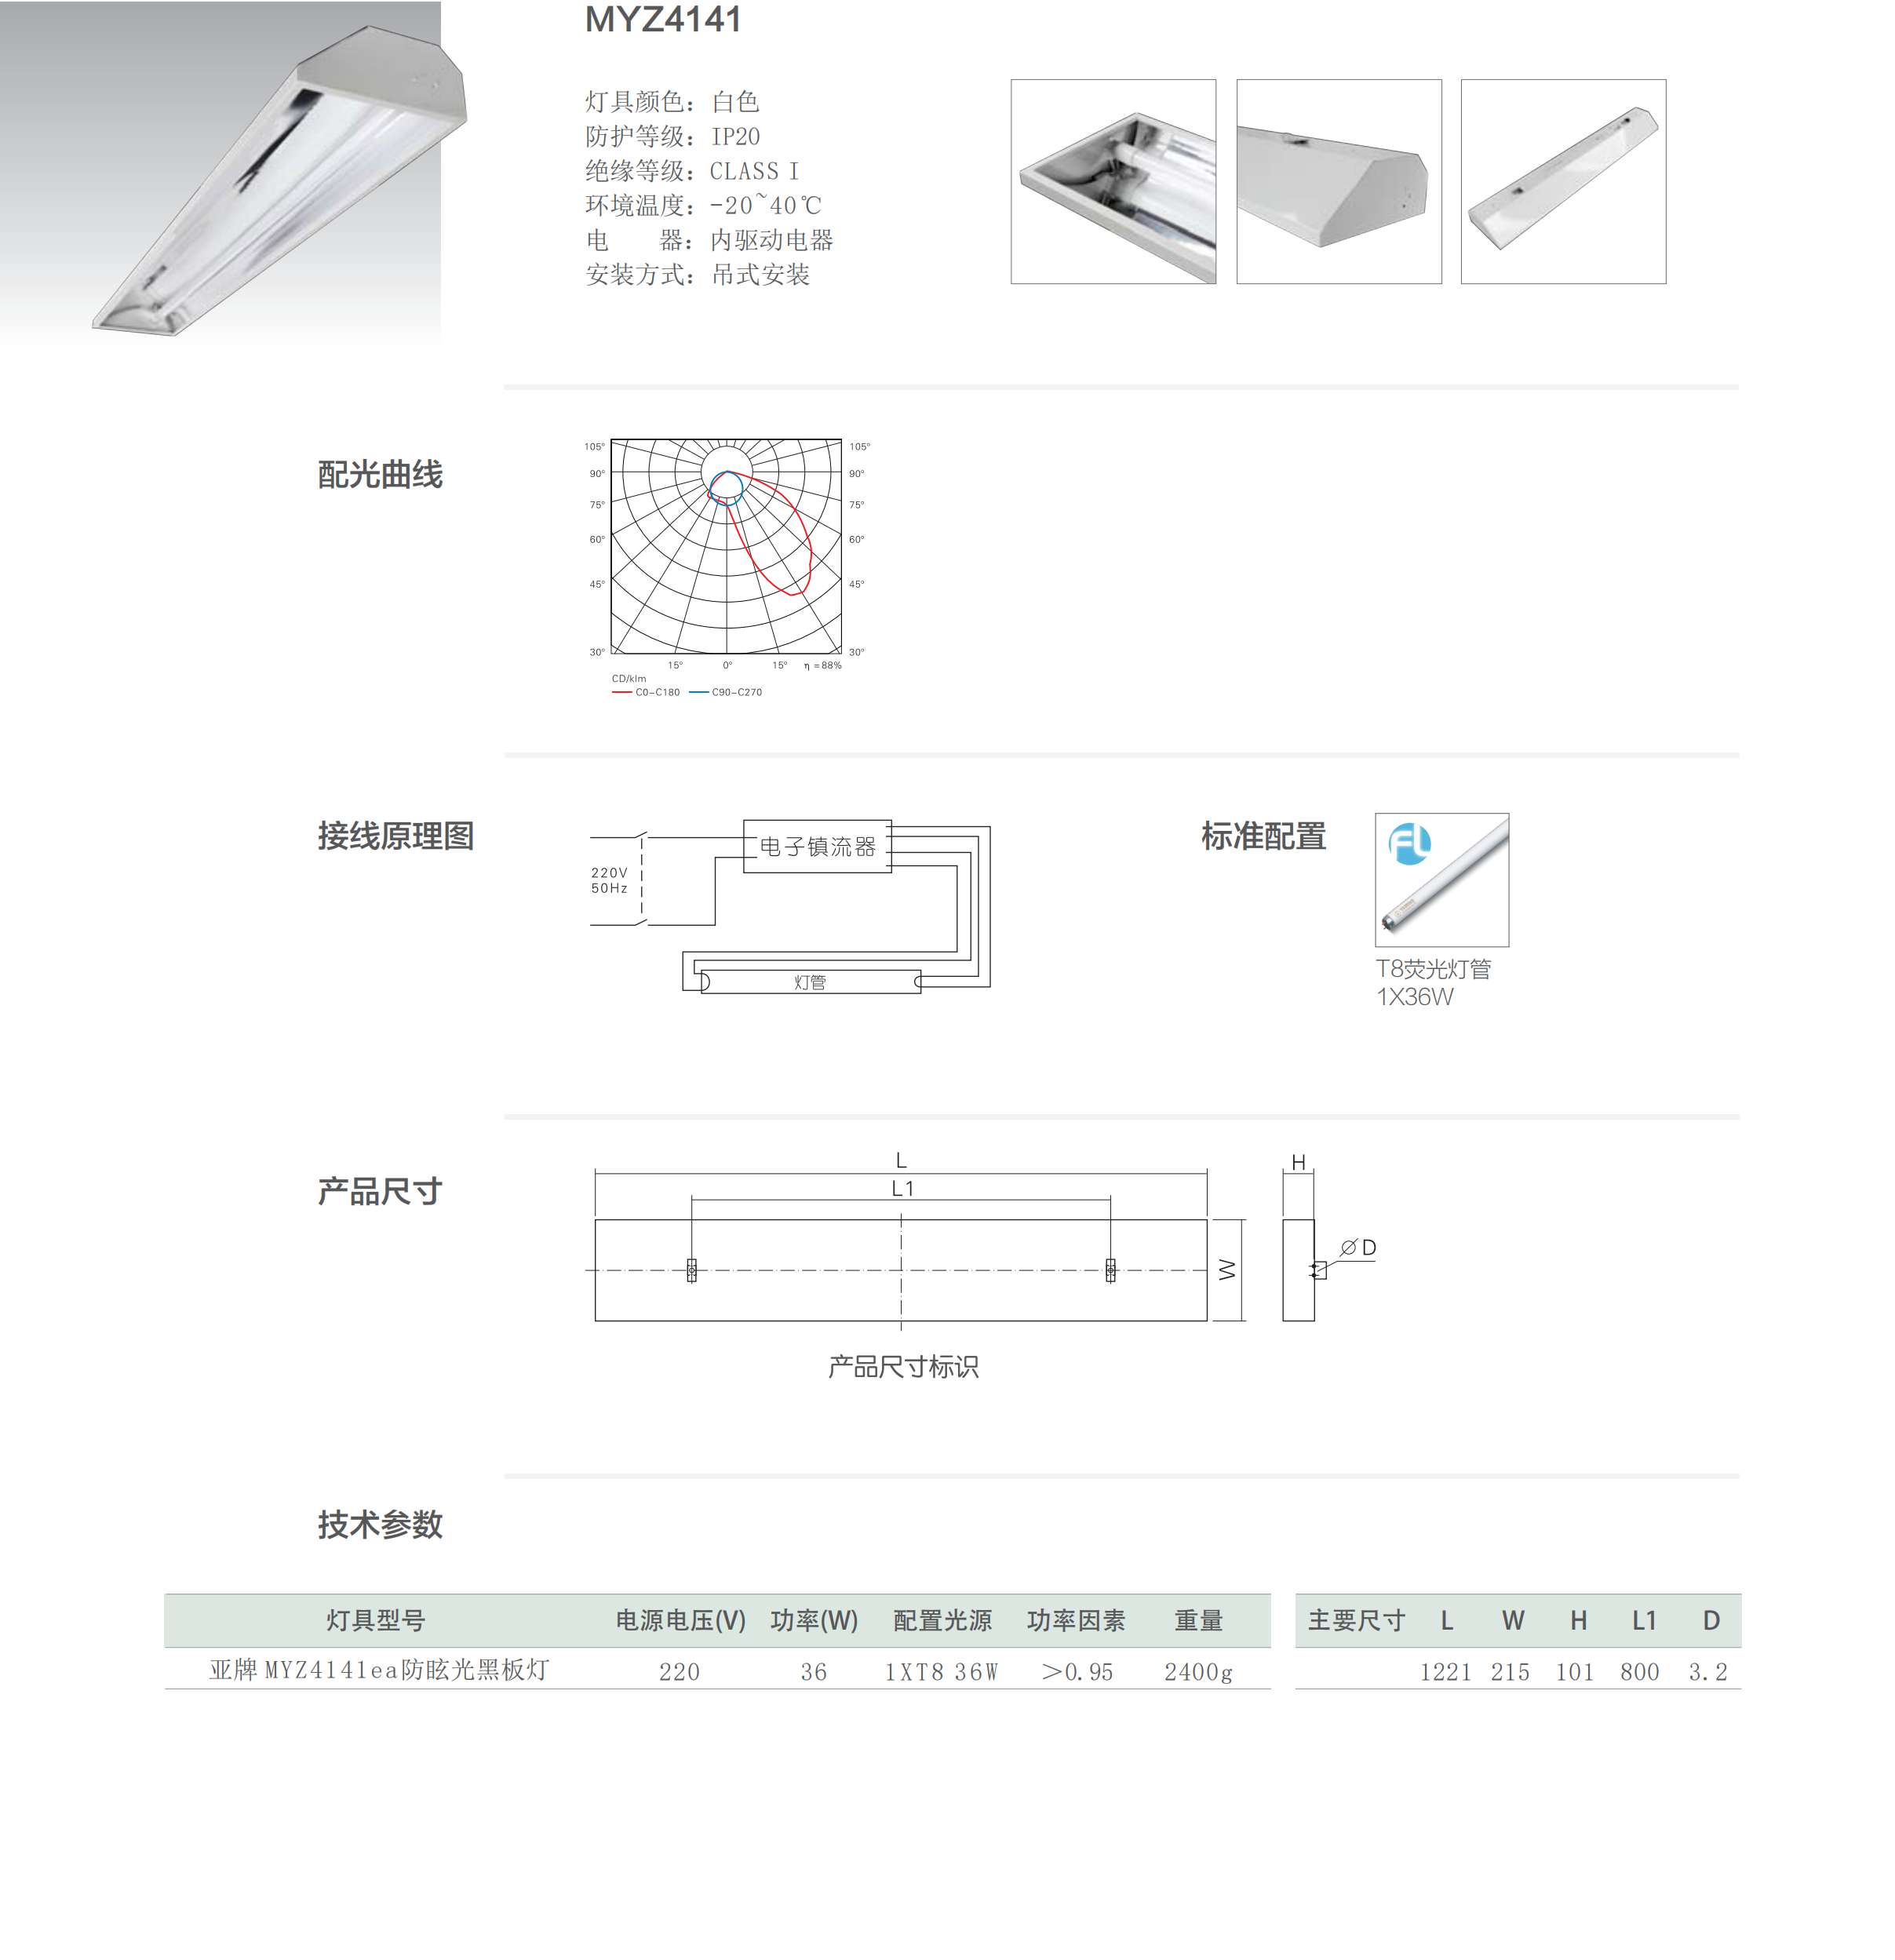 MYZ4141
灯具颜色：白色
防护等级：IP20
绝缘等级：CLASS I
环境温度：-20~40℃
电　　器：内驱动电器
安装方式：吊式安装
配光曲线
105° 105°
90° 90°
75° 75°
60° 60°
45° 45°
30° 30°
15° 0° 15° η =88%
CD/klm
C0-C180 C90-C270
接线原理图
220V
50Hz
电子镇流器
灯管
标准配置
FL
T8荧光灯管
1X36W
产品尺寸
L
L1
W
H
∅ D
产品尺寸标识
技术参数
灯具型号 电源电压(V) 功率(W) 配置光源 功率因素 重量 主要尺寸 L W H L1 D
亚牌 MYZ4141ea防眩光黑板灯 220 36 1XT8 36W ＞0.95 2400g 1221 215 101 800 3.2